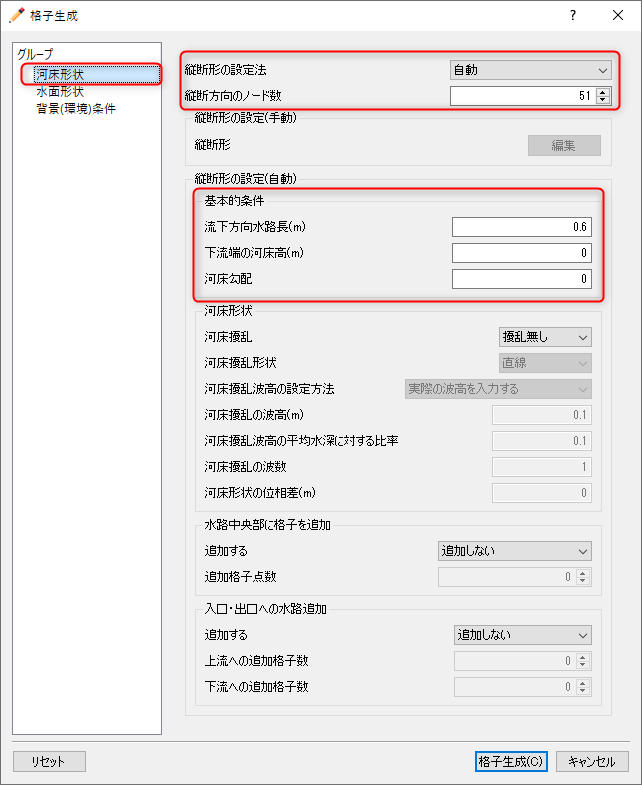 格子生成
?
グループ
河床形状
水面形状
背景(環境)条件
縦断形の設定法 自動
縦断方向のノード数 51
縦断形の設定(手動)
縦断形 編集
縦断形の設定(自動)
基本的条件
流下方向水路長(m) 0.6
下流端の河床高(m) 0
河床勾配 0
河床形状
河床擾乱 擾乱無し
河床擾乱形状 直線
河床擾乱波高の設定方法 実際の波高を入力する
河床擾乱の波高(m) 0.1
河床擾乱波高の平均水深に対する比率 0.1
河床擾乱の波数 1
河床形状の位相差(m) 0
水路中央部に格子を追加
追加する 追加しない
追加格子点数 0
入口・出口への水路追加
追加する 追加しない
上流への追加格子数 0
下流への追加格子数 0
リセット 格子生成(C) キャンセル